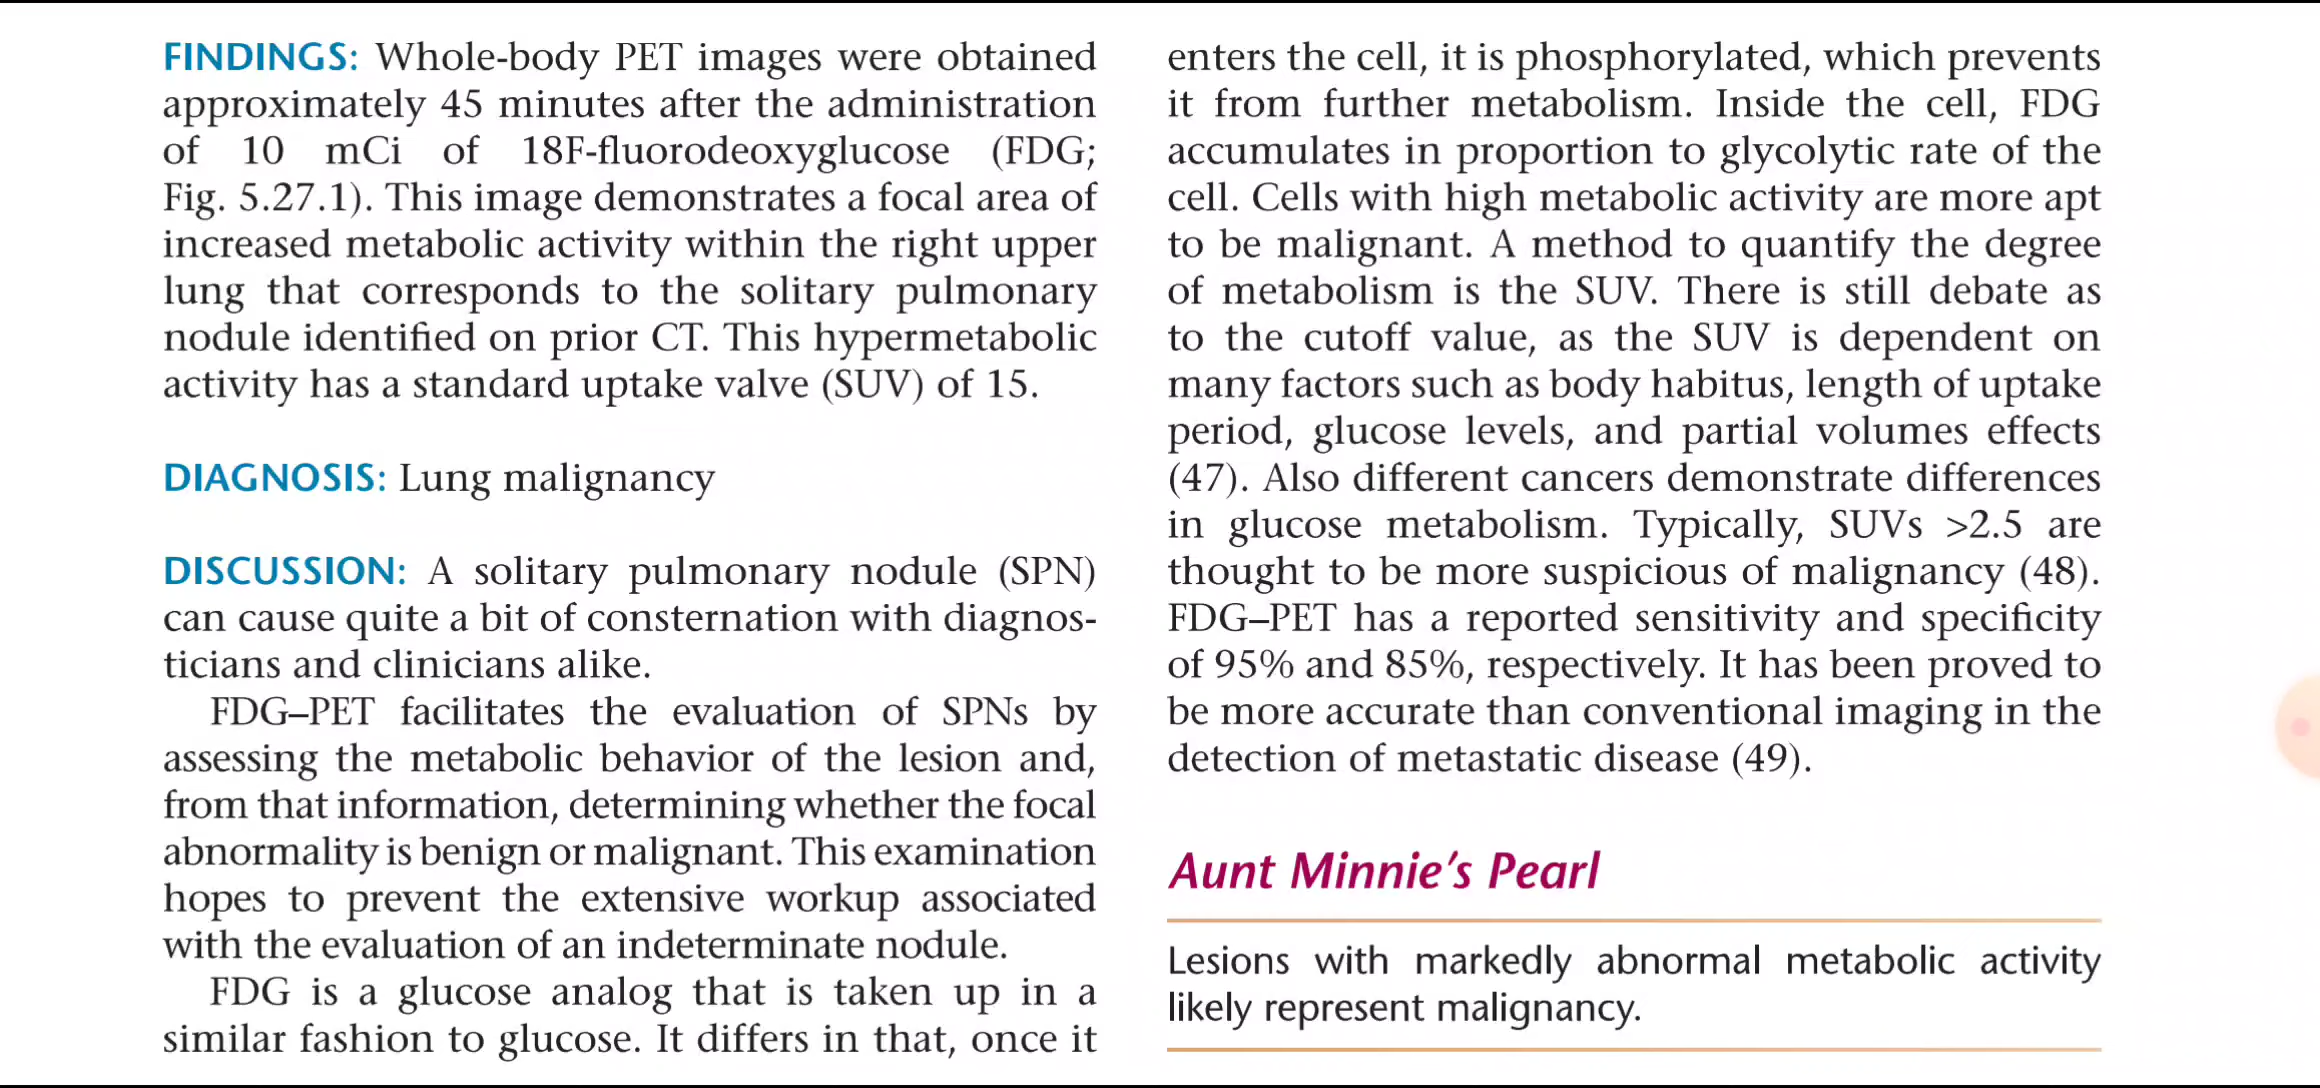 FINDINGS: Whole-body PET images were obtained
approximately 45 minutes after the administration
of 10 mCi of 18F-fluorodeoxyglucose (FDG;
Fig. 5.27.1). This image demonstrates a focal area of
increased metabolic activity within the right upper
lung that corresponds to the solitary pulmonary
nodule identified on prior CT. This hypermetabolic
activity has a standard uptake valve (SUV) of 15.
DIAGNOSIS: Lung malignancy
DISCUSSION: A solitary pulmonary nodule (SPN)
can cause quite a bit of consternation with diagnos-
ticians and clinicians alike.
FDG–PET facilitates the evaluation of SPNs by
assessing the metabolic behavior of the lesion and,
from that information, determining whether the focal
abnormality is benign or malignant. This examination
hopes to prevent the extensive workup associated
with the evaluation of an indeterminate nodule.
FDG is a glucose analog that is taken up in a
similar fashion to glucose. It differs in that, once it
enters the cell, it is phosphorylated, which prevents
it from further metabolism. Inside the cell, FDG
accumulates in proportion to glycolytic rate of the
cell. Cells with high metabolic activity are more apt
to be malignant. A method to quantify the degree
of metabolism is the SUV. There is still debate as
to the cutoff value, as the SUV is dependent on
many factors such as body habitus, length of uptake
period, glucose levels, and partial volumes effects
(47). Also different cancers demonstrate differences
in glucose metabolism. Typically, SUVs >2.5 are
thought to be more suspicious of malignancy (48).
FDG–PET has a reported sensitivity and specificity
of 95% and 85%, respectively. It has been proved to
be more accurate than conventional imaging in the
detection of metastatic disease (49).
Aunt Minnie's Pearl
Lesions with markedly abnormal metabolic activity
likely represent malignancy.